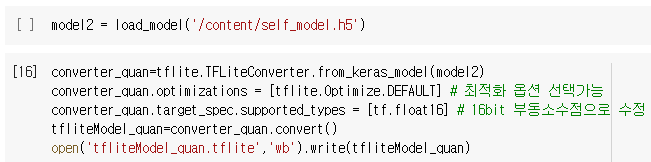 [ ] model2 = load_model('/content/self_model.h5')
[16] converter_quan=tflite.TFLiteConverter.from_keras_model(model2)
converter_quan.optimizations = [tflite.Optimize.DEFAULT] # 최적화 옵션 선택가능
converter_quan.target_spec.supported_types = [tf.float16] # 16bit 부동소수점으로 수정
tfliteModel_quan=converter_quan.convert()
open('tfliteModel_quan.tflite','wb').write(tfliteModel_quan)